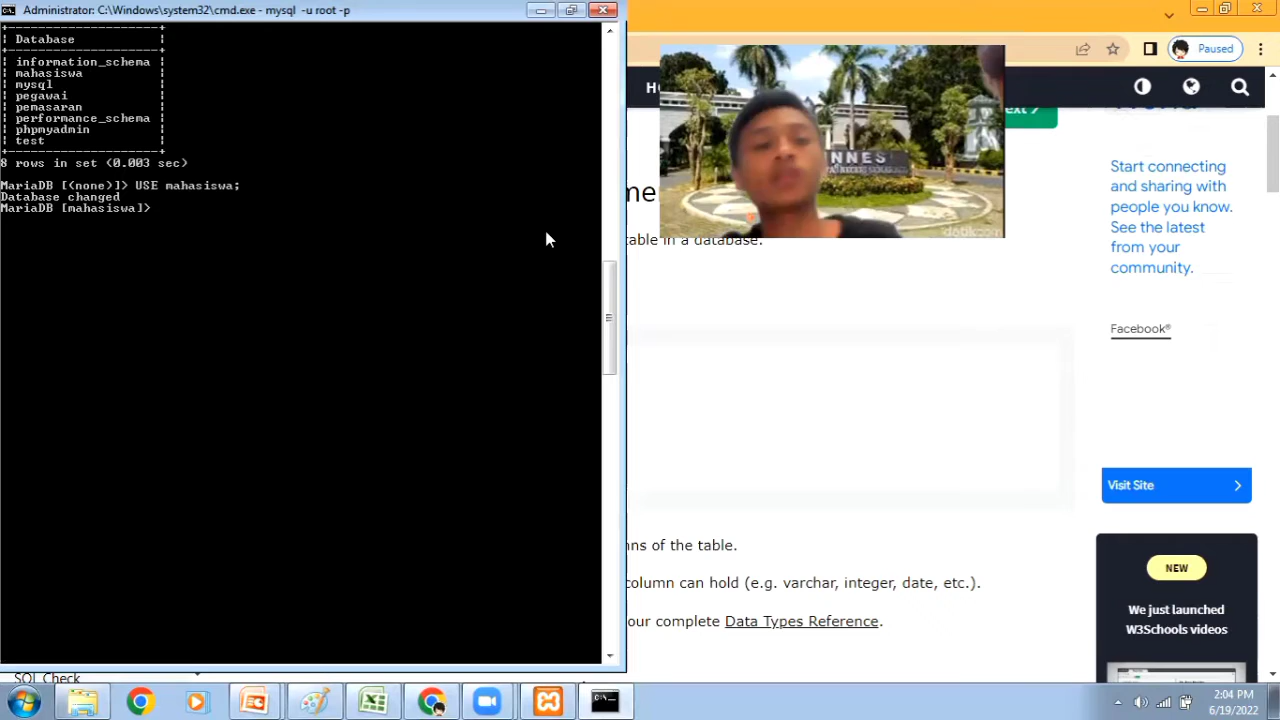 Administrator: C:\Windows\system32\cmd.exe - mysql -u root -p
Database
information_schema
mahasiswa
mysql
pegawai
pemasaran
performance_schema
phpmyadmin
test
8 rows in set (0.003 sec)
MariaDB [(none)]> USE mahasiswa;
Database changed
MariaDB [mahasiswa]>
Paused
NNES
table in a database.
Start connecting
and sharing with
people you know.
See the latest
from your
community.
Facebook®
Visit Site
mns of the table.
column can hold (e.g. varchar, integer, date, etc.).
our complete Data Types Reference.
NEW
We just launched
W3Schools videos
SQL Check
2:04 PM
6/19/2022